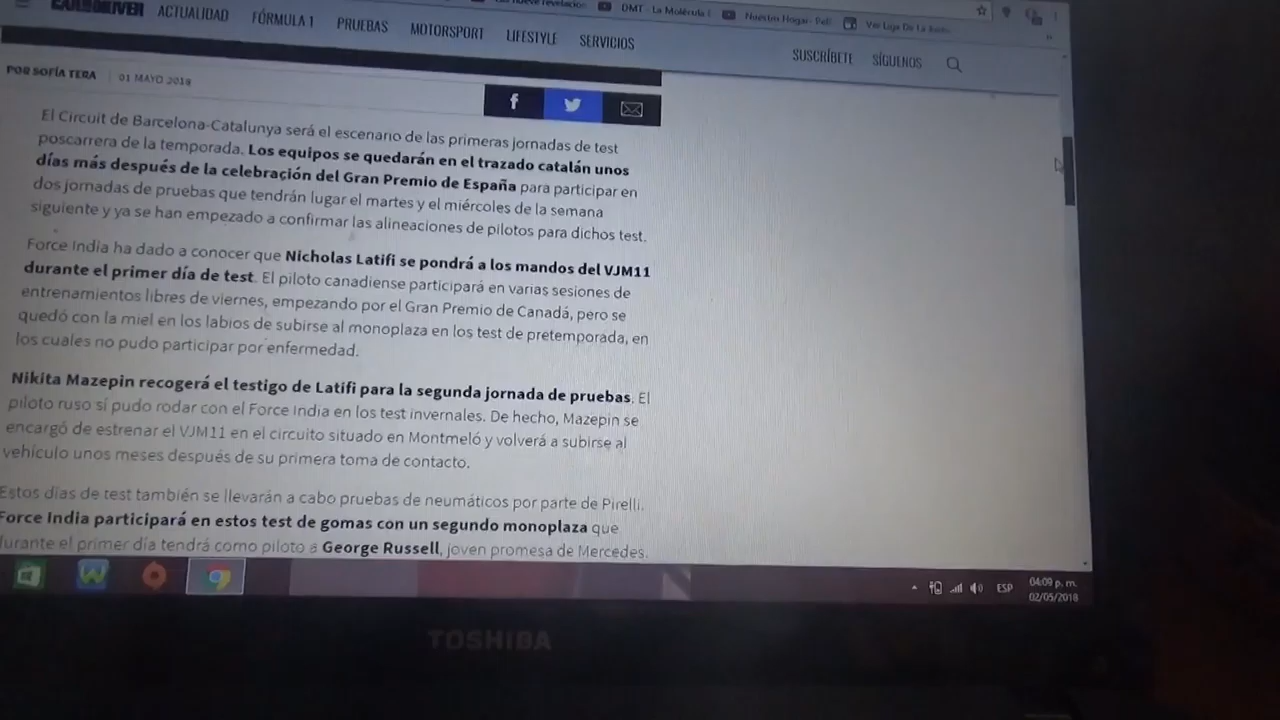 CAR&DRIVER ACTUALIDAD FÓRMULA 1 PRUEBAS MOTORSPORT LIFESTYLE SERVICIOS SUSCRÍBETE SÍGUENOS
DMT - La Molécula Nuestro Hogar- Pelí Ver Liga De La
POR SOFÍA TERA | 01 MAYO 2018
El Circuit de Barcelona-Catalunya será el escenario de las primeras jornadas de test
poscarrera de la temporada. Los equipos se quedarán en el trazado catalán unos
días más después de la celebración del Gran Premio de España para participar en
dos jornadas de pruebas que tendrán lugar el martes y el miércoles de la semana
siguiente y ya se han empezado a confirmar las alineaciones de pilotos para dichos test.
Force India ha dado a conocer que Nicholas Latifi se pondrá a los mandos del VJM11
durante el primer día de test. El piloto canadiense participará en varias sesiones de
entrenamientos libres de viernes, empezando por el Gran Premio de Canadá, pero se
quedó con la miel en los labios de subirse al monoplaza en los test de pretemporada, en
los cuales no pudo participar por enfermedad.
Nikita Mazepin recogerá el testigo de Latifi para la segunda jornada de pruebas. El
piloto ruso sí pudo rodar con el Force India en los test invernales. De hecho, Mazepin se
encargó de estrenar el VJM11 en el circuito situado en Montmeló y volverá a subirse al
vehículo unos meses después de su primera toma de contacto.
Estos días de test también se llevarán a cabo pruebas de neumáticos por parte de Pirelli.
Force India participará en estos test de gomas con un segundo monoplaza que
durante el primer día tendrá como piloto a George Russell, joven promesa de Mercedes.
ESP
04:09 p. m.
02/05/2018
TOSHIBA